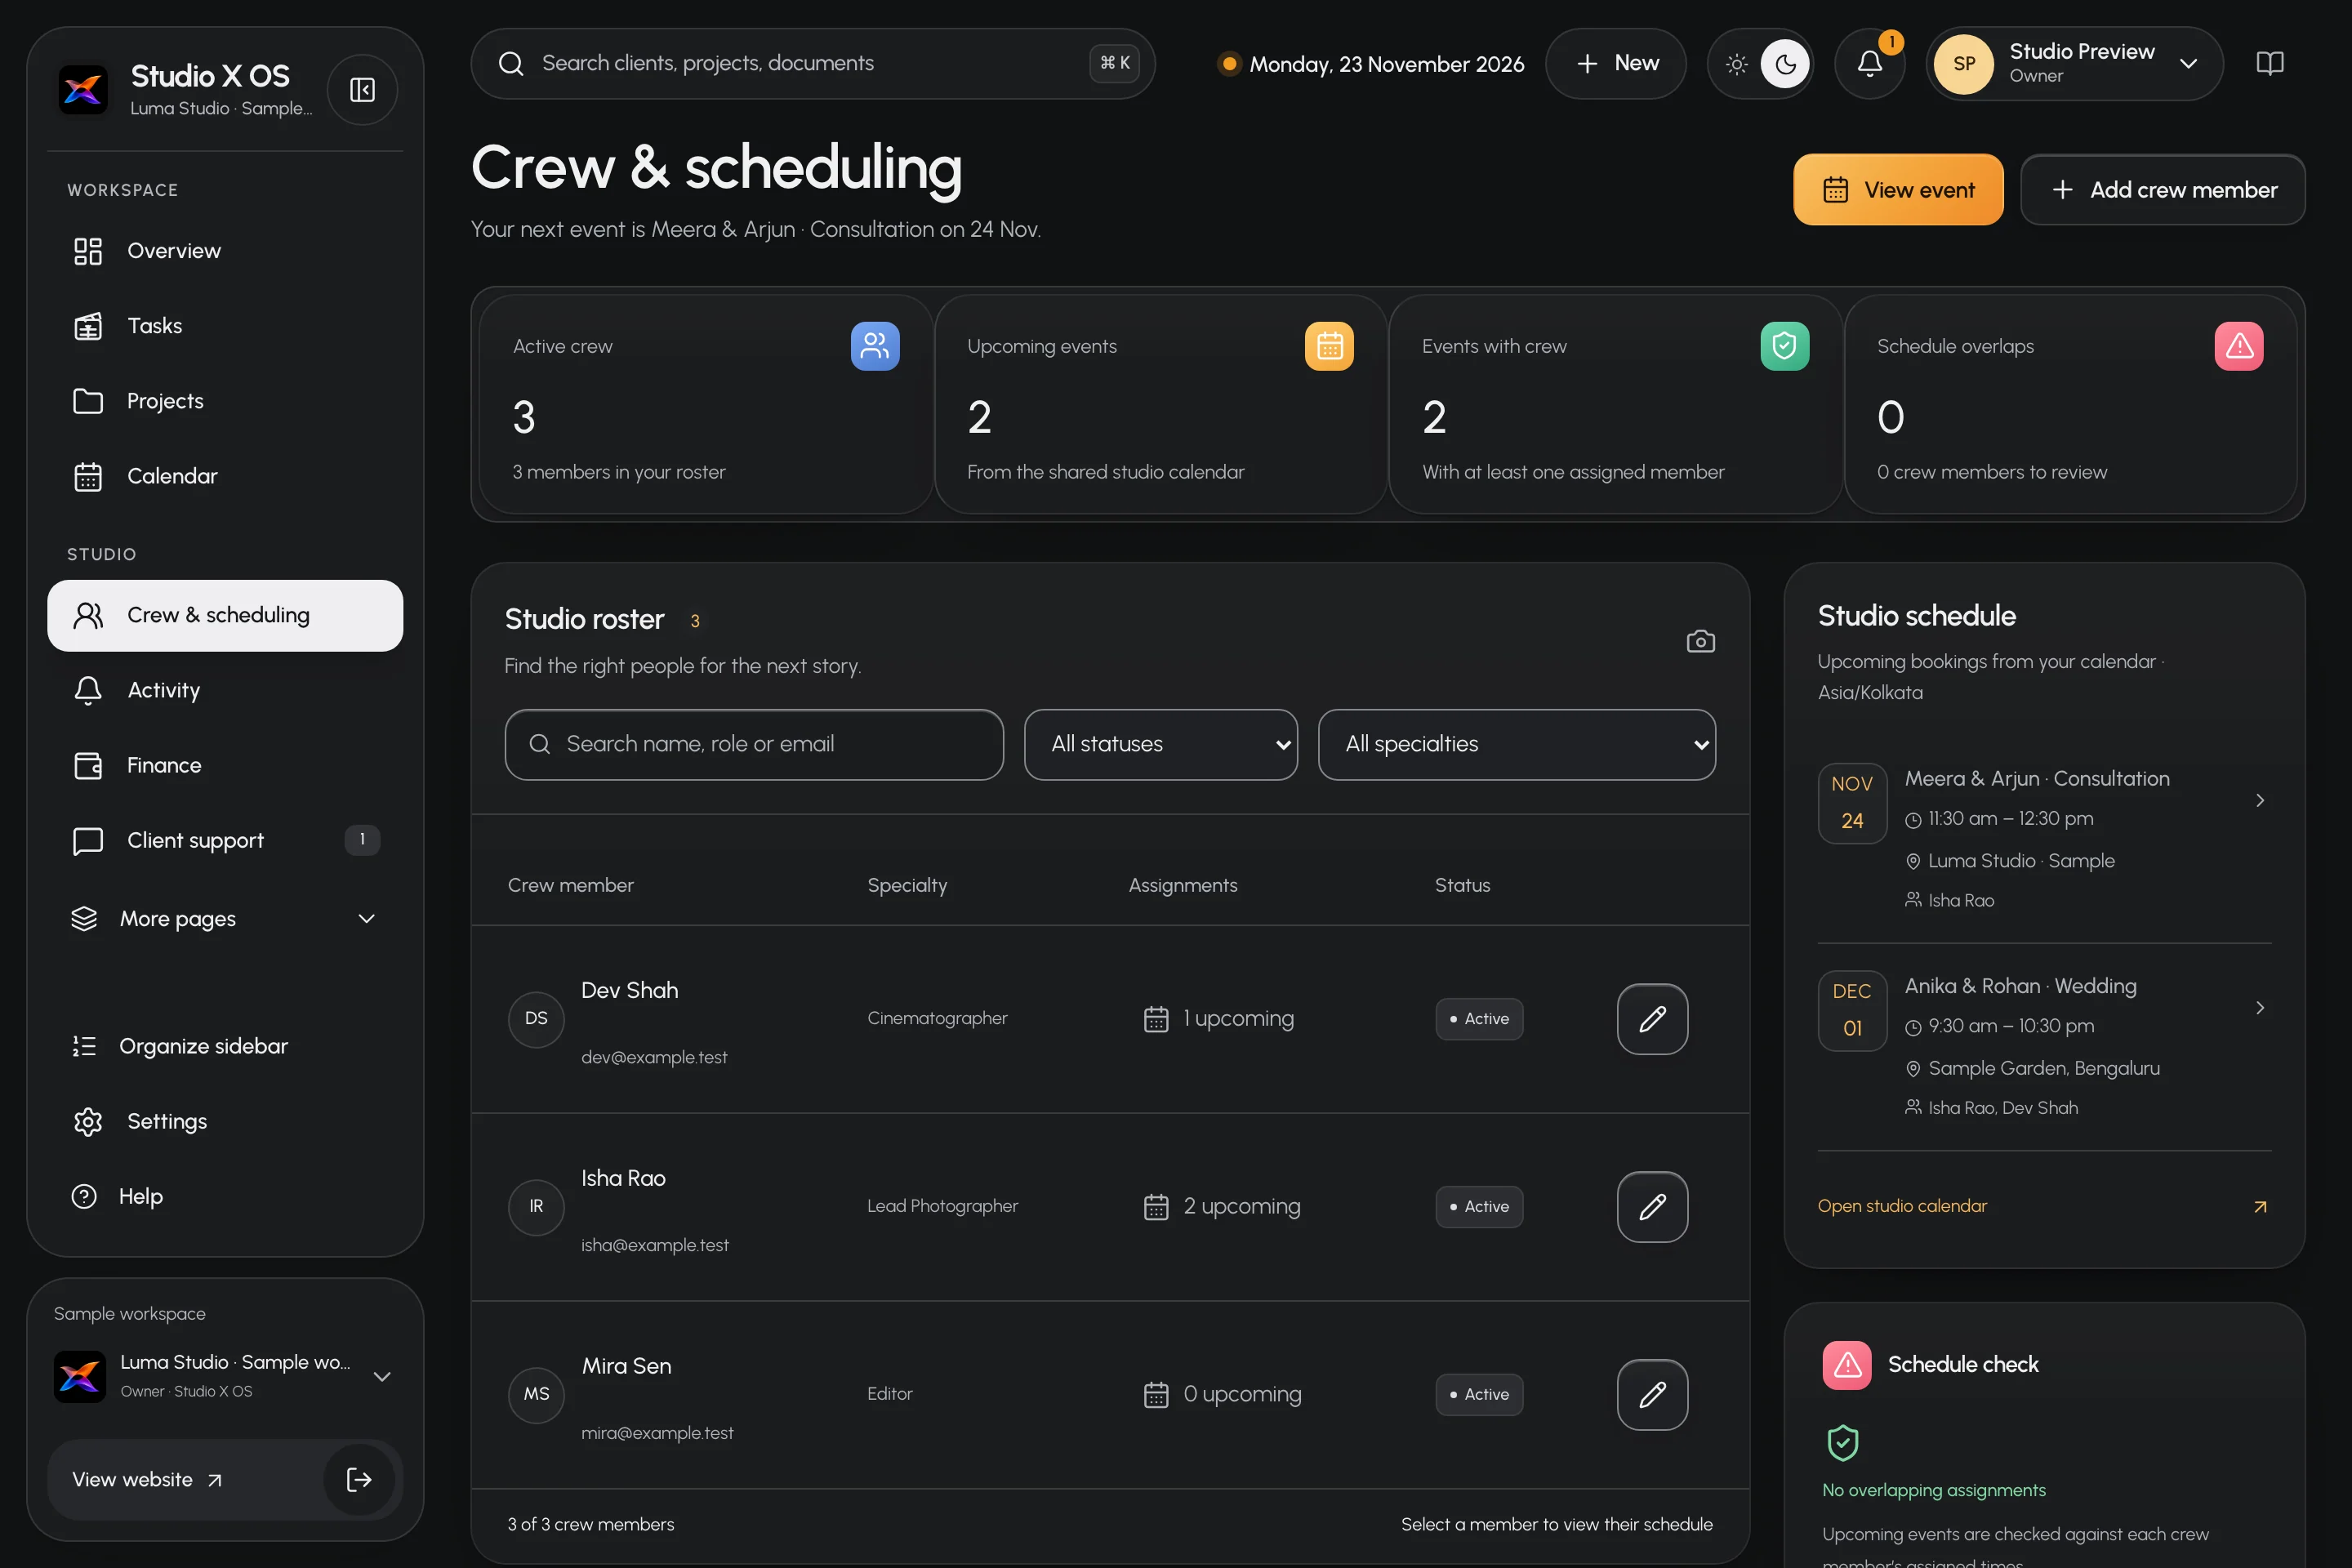 Studio X OS
Luma Studio · Sample...
WORKSPACE
Overview
Tasks
Projects
Calendar
STUDIO
Crew & scheduling
Activity
Finance
Client support
1
More pages
Organize sidebar
Settings
Help
Sample workspace
Luma Studio · Sample wo...
Owner · Studio X OS
View website
Search clients, projects, documents
⌘ K
Monday, 23 November 2026
New
1
SP
Studio Preview
Owner
Crew & scheduling
Your next event is Meera & Arjun · Consultation on 24 Nov.
View event
Add crew member
Active crew
3
3 members in your roster
Upcoming events
2
From the shared studio calendar
Events with crew
2
With at least one assigned member
Schedule overlaps
0
0 crew members to review
Studio roster
3
Find the right people for the next story.
Search name, role or email
All statuses
All specialties
Crew member
Specialty
Assignments
Status
DS
Dev Shah
dev@example.test
Cinematographer
1 upcoming
Active
IR
Isha Rao
isha@example.test
Lead Photographer
2 upcoming
Active
MS
Mira Sen
mira@example.test
Editor
0 upcoming
Active
3 of 3 crew members
Select a member to view their schedule
Studio schedule
Upcoming bookings from your calendar ·
Asia/Kolkata
NOV
24
Meera & Arjun · Consultation
11:30 am – 12:30 pm
Luma Studio · Sample
Isha Rao
DEC
01
Anika & Rohan · Wedding
9:30 am – 10:30 pm
Sample Garden, Bengaluru
Isha Rao, Dev Shah
Open studio calendar
Schedule check
No overlapping assignments
Upcoming events are checked against each crew
member's assigned times